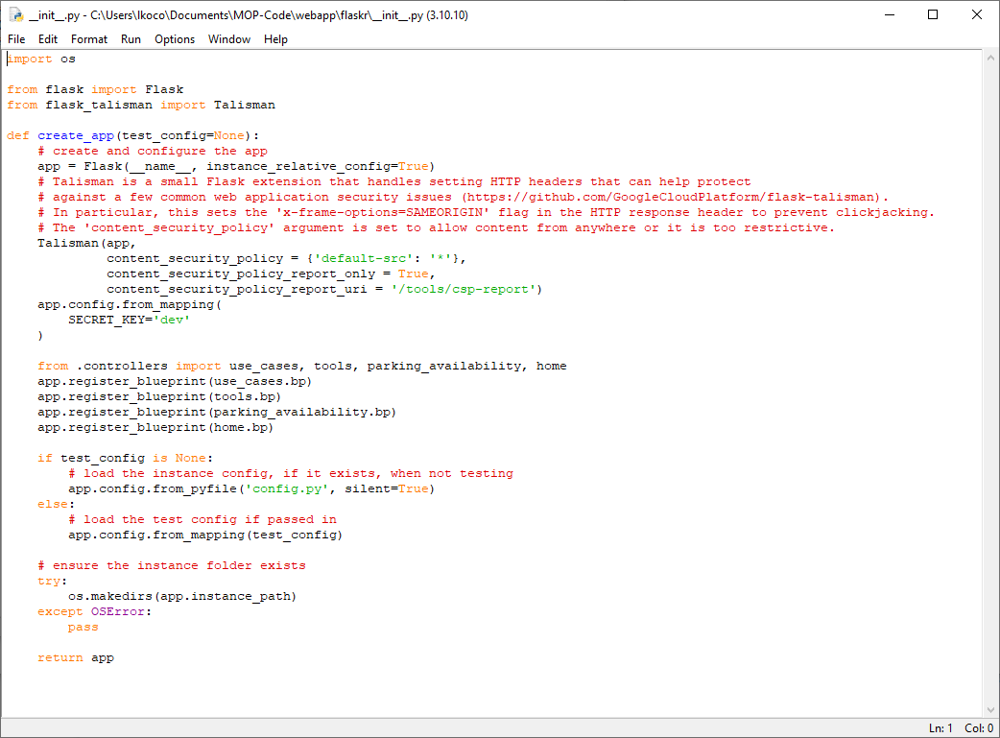 __init__.py - C:\Users\lkoco\Documents\MOP-Code\webapp\flaskr\__init__.py (3.10.10)
File Edit Format Run Options Window Help
import os

from flask import Flask
from flask_talisman import Talisman

def create_app(test_config=None):
    # create and configure the app
    app = Flask(__name__, instance_relative_config=True)
    # Talisman is a small Flask extension that handles setting HTTP headers that can help protect
    # against a few common web application security issues (https://github.com/GoogleCloudPlatform/flask-talisman).
    # In particular, this sets the 'x-frame-options=SAMEORIGIN' flag in the HTTP response header to prevent clickjacking.
    # The 'content_security_policy' argument is set to allow content from anywhere or it is too restrictive.
    Talisman(app,
             content_security_policy = {'default-src': '*'},
             content_security_policy_report_only = True,
             content_security_policy_report_uri = '/tools/csp-report')
    app.config.from_mapping(
        SECRET_KEY='dev'
    )

    from .controllers import use_cases, tools, parking_availability, home
    app.register_blueprint(use_cases.bp)
    app.register_blueprint(tools.bp)
    app.register_blueprint(parking_availability.bp)
    app.register_blueprint(home.bp)

    if test_config is None:
        # load the instance config, if it exists, when not testing
        app.config.from_pyfile('config.py', silent=True)
    else:
        # load the test config if passed in
        app.config.from_mapping(test_config)

    # ensure the instance folder exists
    try:
        os.makedirs(app.instance_path)
    except OSError:
        pass

    return app
Ln: 1 Col: 0